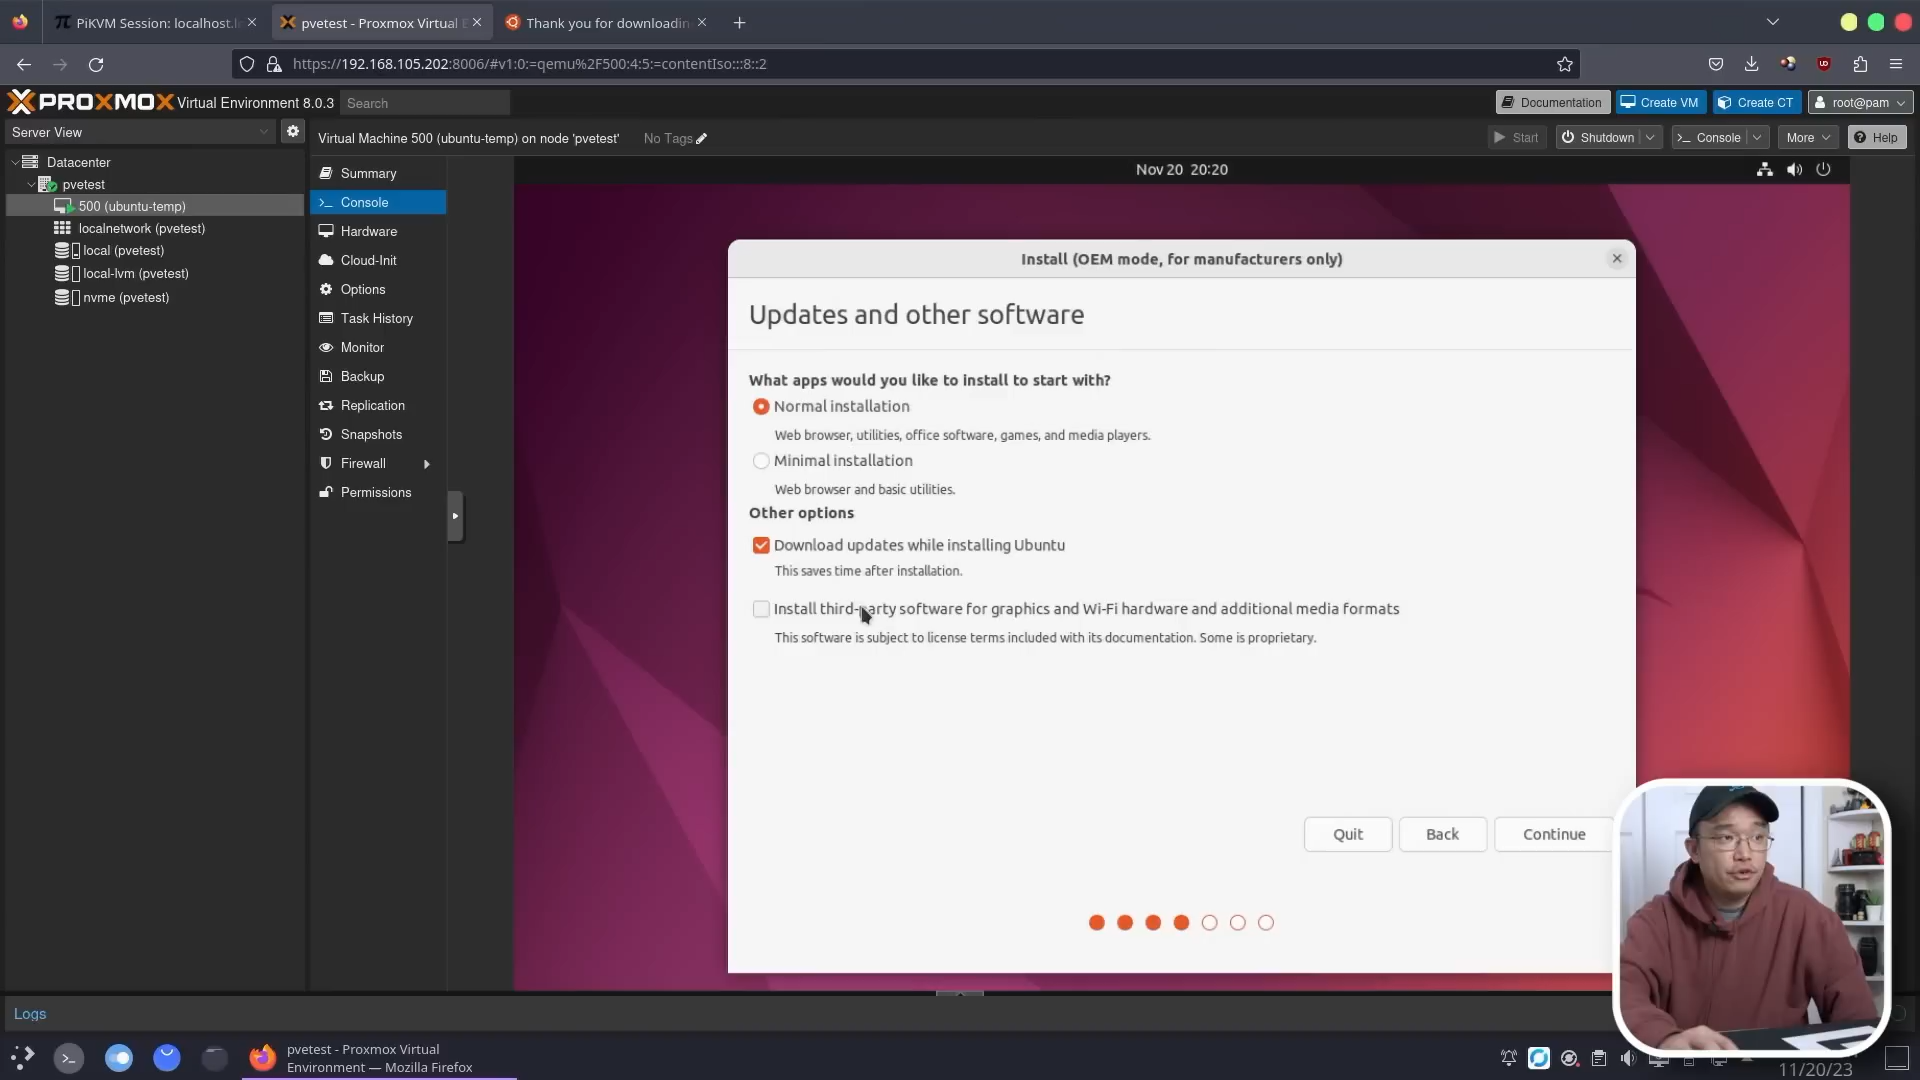 PiKVM Session: localhost.l
pvetest - Proxmox Virtual E
Thank you for downloadin
https://192.168.105.202:8006/#v1:0:=qemu%2F500:4:5:=contentIso:::8::2
PROXMOX Virtual Environment 8.0.3
Search
Documentation
Create VM
Create CT
root@pam
Server View
Virtual Machine 500 (ubuntu-temp) on node 'pvetest'
No Tags
Start
Shutdown
Console
More
Help
Datacenter
pvetest
500 (ubuntu-temp)
localnetwork (pvetest)
local (pvetest)
local-lvm (pvetest)
nvme (pvetest)
Summary
Console
Hardware
Cloud-Init
Options
Task History
Monitor
Backup
Replication
Snapshots
Firewall
Permissions
Nov 20 20:20
Install (OEM mode, for manufacturers only)
Updates and other software
What apps would you like to install to start with?
Normal installation
Web browser, utilities, office software, games, and media players.
Minimal installation
Web browser and basic utilities.
Other options
Download updates while installing Ubuntu
This saves time after installation.
Install third-party software for graphics and Wi-Fi hardware and additional media formats
This software is subject to license terms included with its documentation. Some is proprietary.
Quit
Back
Continue
Logs
pvetest - Proxmox Virtual
Environment — Mozilla Firefox
11/20/23